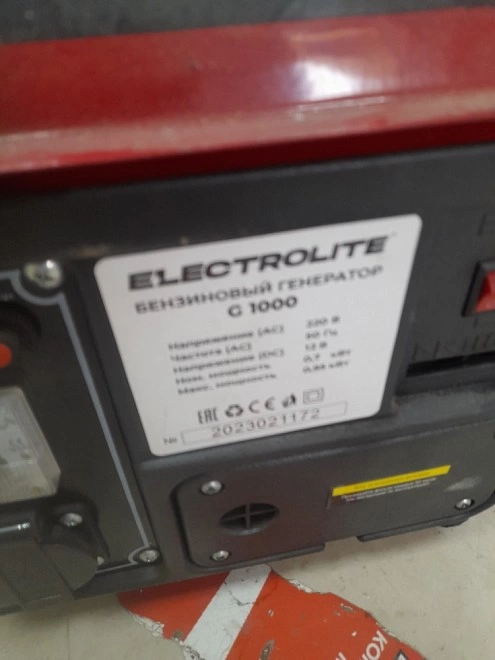 ELECTROLITE
БЕНЗИНОВЫЙ ГЕНЕРАТОР
G 1000
Напряжение (AC) 220 В
Частота (AC) 50 Гц
Напряжение (DC) 12 В
Ном. мощность 0,7 кВт
Макс. мощность 0,85 кВт
EAC CE
№ 2023021172